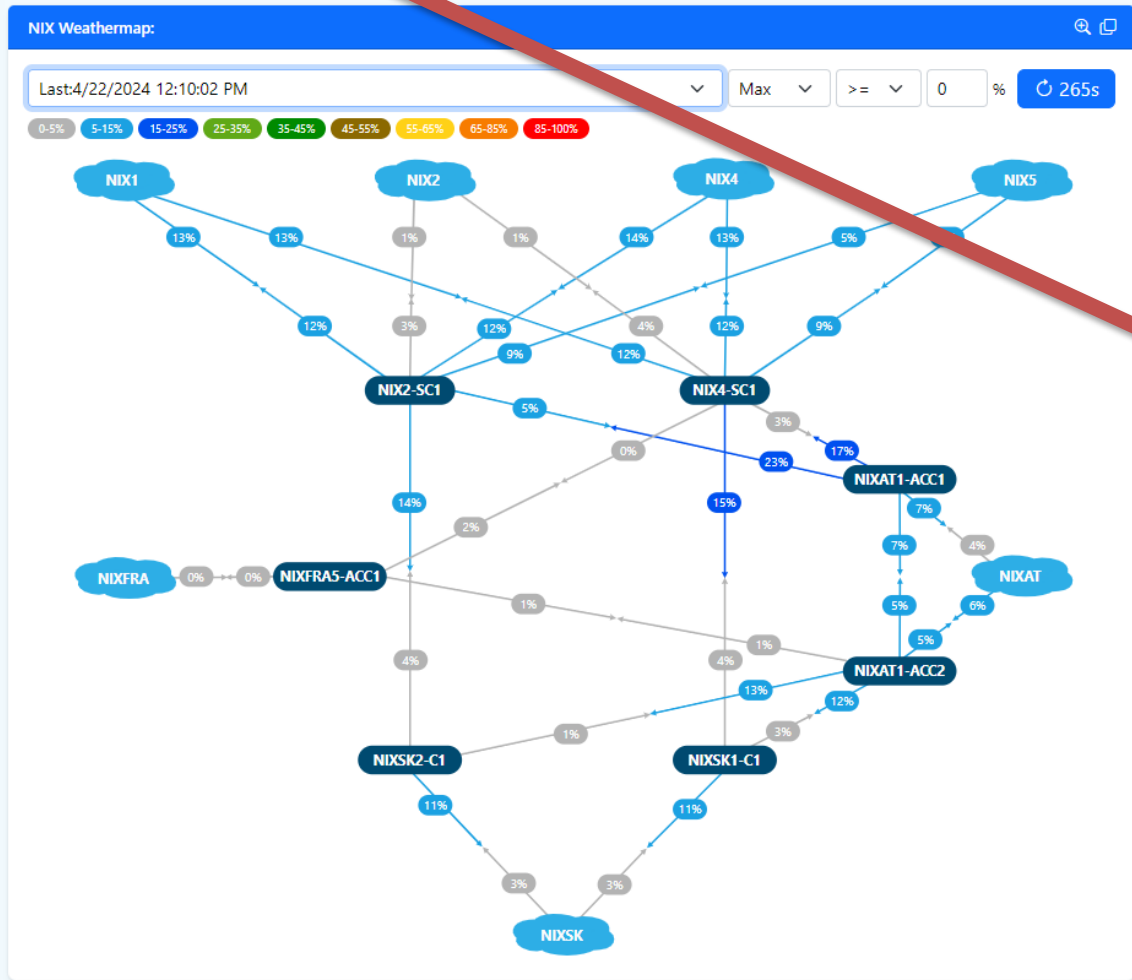 NIX Weathermap:
Last:4/22/2024 12:10:02 PM Max >= 0 % 265s
0-5% 5-15% 15-25% 25-35% 35-45% 45-55% 55-65% 65-85% 85-100%
NIX1 NIX2 NIX4 NIX5
13% 13% 1% 1% 14% 13% 5%
12% 3% 12% 4% 12% 9%
9% 12%
NIX2-SC1 NIX4-SC1
5% 3%
0% 23% 17%
NIXAT1-ACC1
14% 15% 7%
2% 7% 4%
NIXFRA 0% 0% NIXFRA5-ACC1 NIXAT
1% 5% 6%
1% 5%
4% 4% NIXAT1-ACC2
13% 12%
1% 3%
NIXSK2-C1 NIXSK1-C1
11% 11%
3% 3%
NIXSK